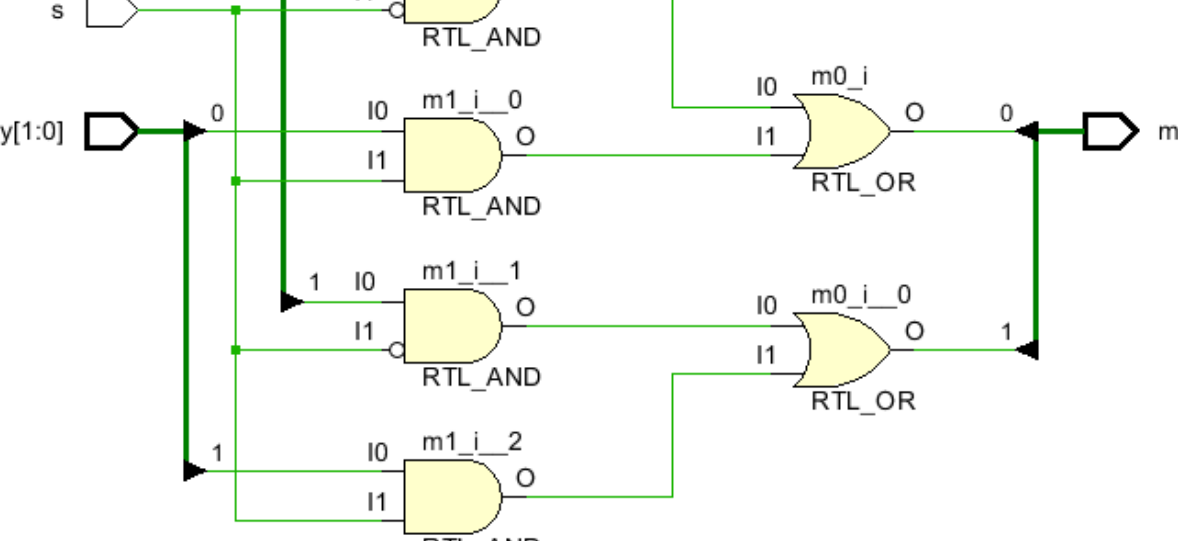 s
RTL_AND
y[1:0]
0
I0
I1
m1_i__0
O
RTL_AND
I0
I1
m0_i
O
RTL_OR
0
m
1
I0
I1
m1_i__1
O
RTL_AND
I0
I1
m0_i__0
O
RTL_OR
1
1
I0
I1
m1_i__2
O